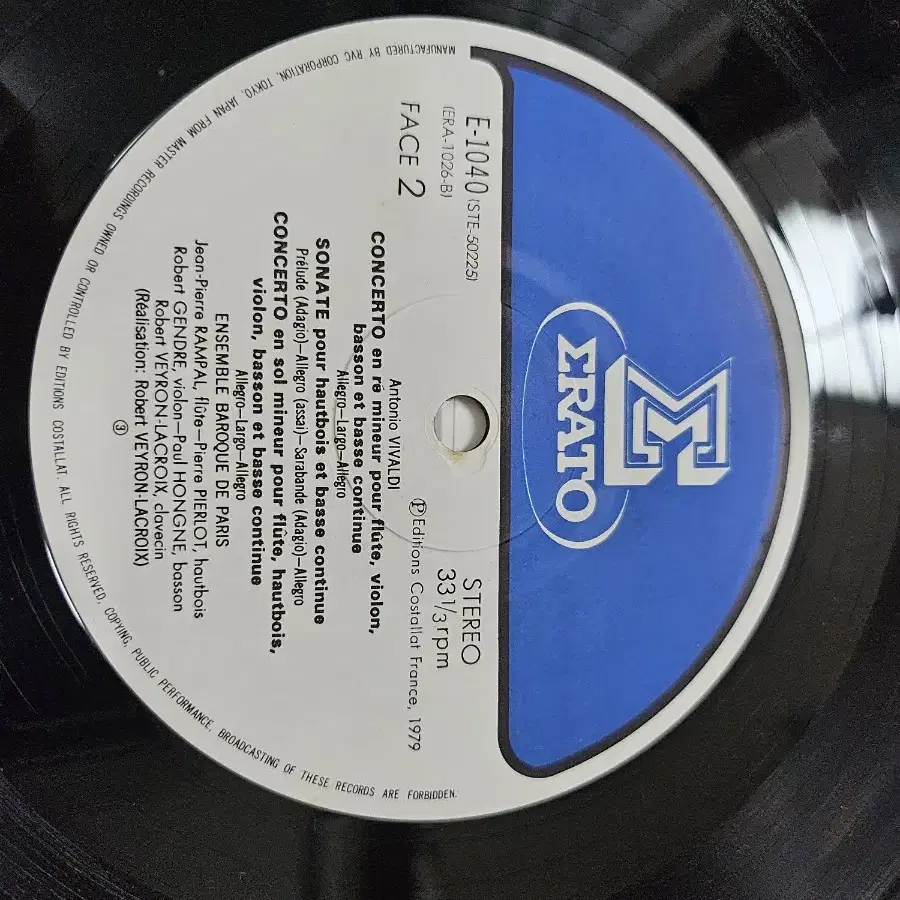 ΣRATO
E-1040 (STE-50225)
(ERA-1026-B)
FACE 2
STEREO
33 1/3 rpm
Ⓟ Editions Costallat France, 1979
Antonio VIVALDI
CONCERTO en ré mineur pour flûte, violon,
basson et basse continue
Allegro—Largo—Allegro
SONATE pour hautbois et basse continue
Prélude (Adagio)—Allegro (assai)—Sarabande (Adagio)—Allegro
CONCERTO en sol mineur pour flûte, hautbois,
violon, basson et basse continue
Allegro—Largo—Allegro
ENSEMBLE BAROQUE DE PARIS
Jean-Pierre RAMPAL, flûte—Pierre PIERLOT, hautbois
Robert GENDRE, violon—Paul HONGNE, basson
Robert VEYRON-LACROIX, clavecin
(Réalisation: Robert VEYRON-LACROIX)
③
MANUFACTURED BY RVC CORPORATION, TOKYO, JAPAN FROM MASTER RECORDINGS OWNED OR CONTROLLED BY EDITIONS COSTALLAT. ALL RIGHTS RESERVED. COPYING, PUBLIC PERFORMANCE, BROADCASTING OF THESE RECORDS ARE FORBIDDEN.